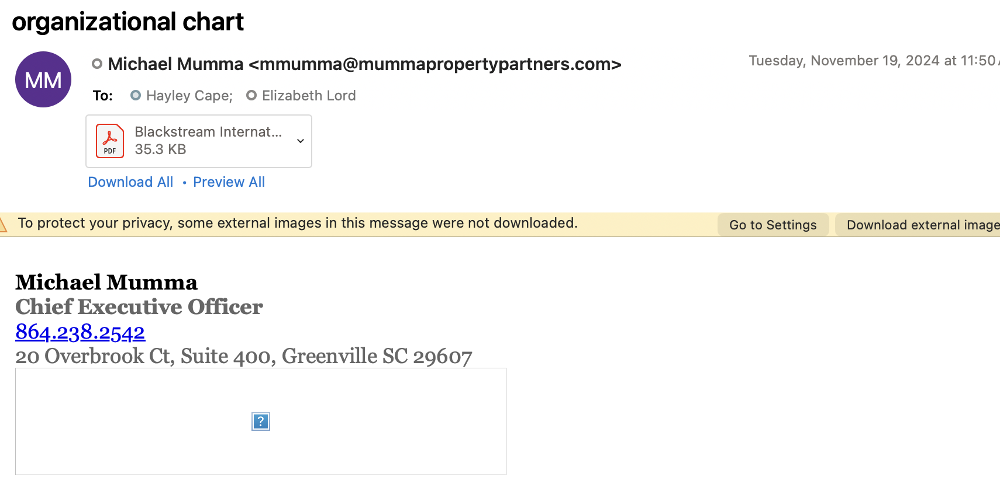 organizational chart
MM
Michael Mumma <mmumma@mummapropertypartners.com>
Tuesday, November 19, 2024 at 11:50
To: Hayley Cape; Elizabeth Lord
PDF
Blackstream Internat...
35.3 KB
Download All • Preview All
To protect your privacy, some external images in this message were not downloaded.
Go to Settings
Download external image
Michael Mumma
Chief Executive Officer
864.238.2542
20 Overbrook Ct, Suite 400, Greenville SC 29607
?